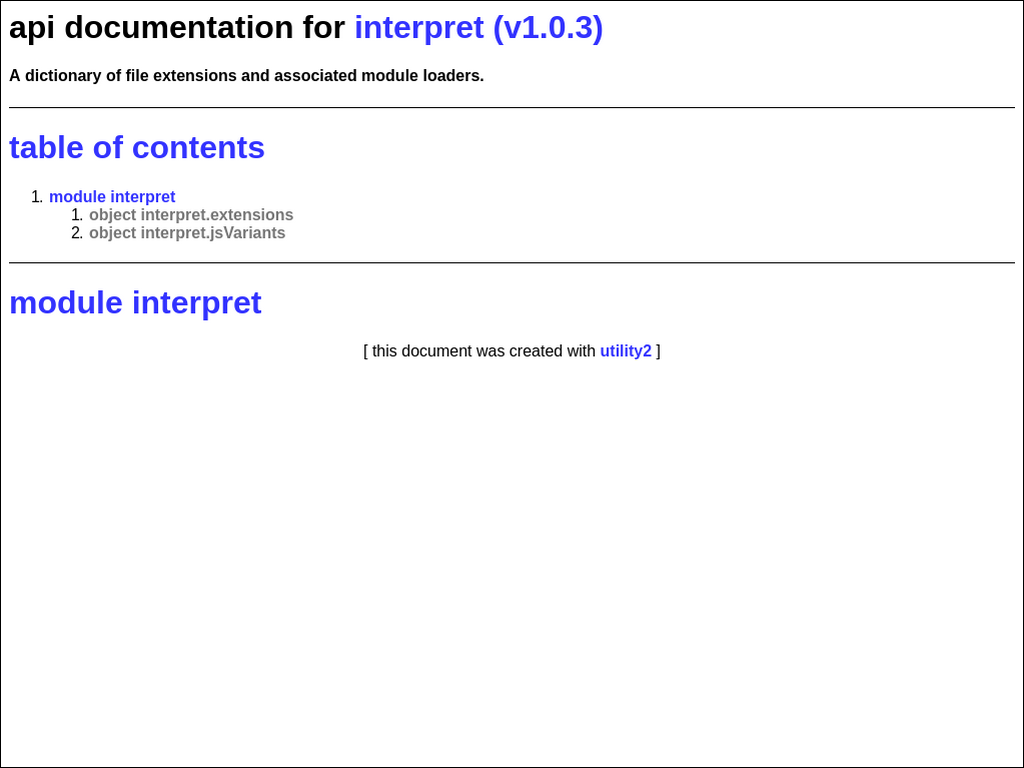 api documentation for interpret (v1.0.3)
A dictionary of file extensions and associated module loaders.
table of contents
1. module interpret
1. object interpret.extensions
2. object interpret.jsVariants
module interpret
[ this document was created with utility2 ]